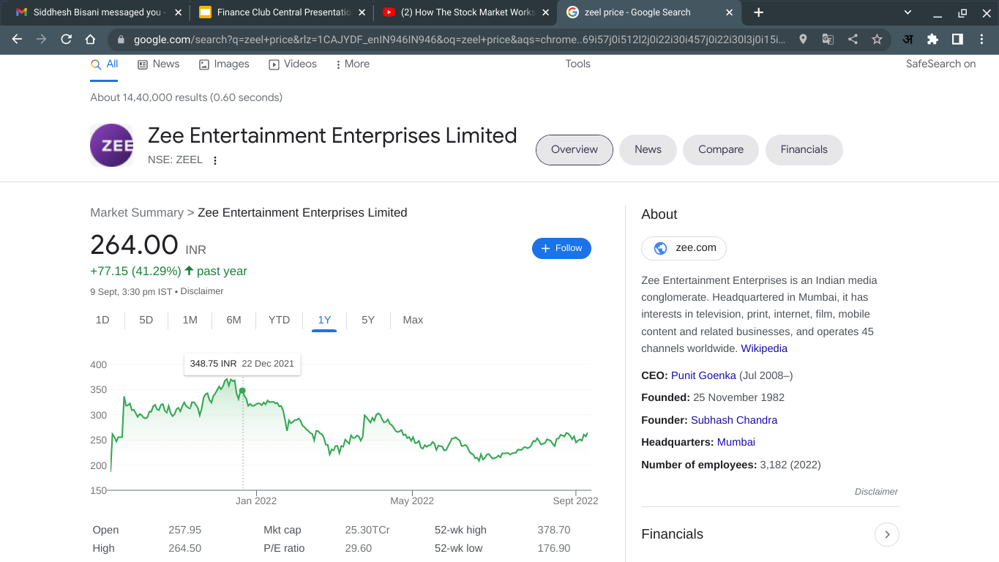 Siddhesh Bisani messaged you -
Finance Club Central Presentatio
(2) How The Stock Market Works
zeel price - Google Search
google.com/search?q=zeel+price&rlz=1CAJYDF_enIN946IN946&oq=zeel+price&aqs=chrome..69i57j0i512l2j0i22i30i457j0i22i30l3j0i15i...
अ
All News Images Videos More Tools SafeSearch on
About 14,40,000 results (0.60 seconds)
ZEE
Zee Entertainment Enterprises Limited
NSE: ZEEL
Overview News Compare Financials
Market Summary > Zee Entertainment Enterprises Limited
264.00 INR
+ Follow
+77.15 (41.29%) past year
9 Sept, 3:30 pm IST • Disclaimer
1D 5D 1M 6M YTD 1Y 5Y Max
348.75 INR 22 Dec 2021
400
350
300
250
200
150
Jan 2022 May 2022 Sept 2022
Open 257.95 Mkt cap 25.30TCr 52-wk high 378.70
High 264.50 P/E ratio 29.60 52-wk low 176.90
About
zee.com
Zee Entertainment Enterprises is an Indian media
conglomerate. Headquartered in Mumbai, it has
interests in television, print, internet, film, mobile
content and related businesses, and operates 45
channels worldwide. Wikipedia
CEO: Punit Goenka (Jul 2008–)
Founded: 25 November 1982
Founder: Subhash Chandra
Headquarters: Mumbai
Number of employees: 3,182 (2022)
Disclaimer
Financials